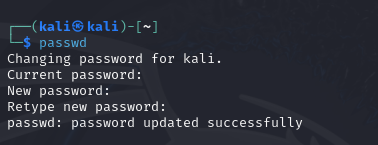 ┌──(kali㉿kali)-[~]
└─$ passwd
Changing password for kali.
Current password:
New password:
Retype new password:
passwd: password updated successfully